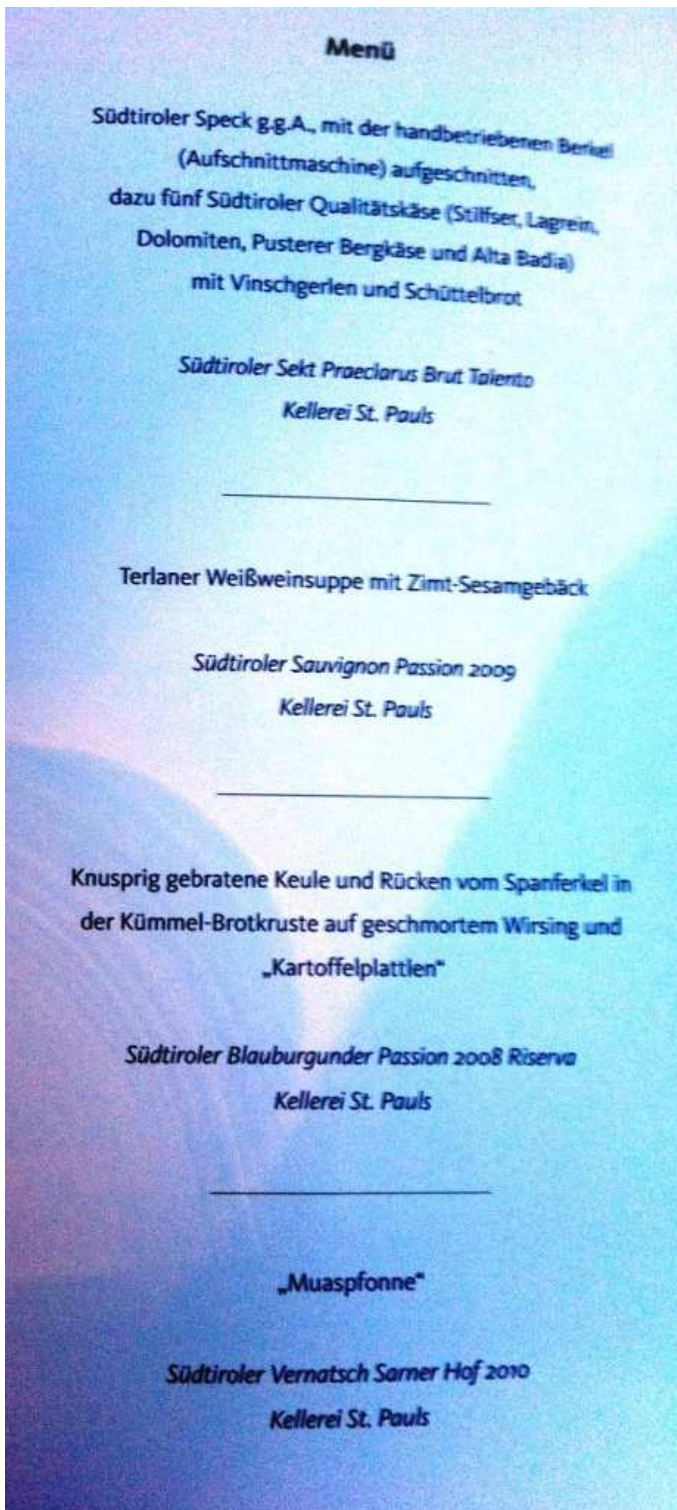 Menü
Südtiroler Speck g.g.A., mit der handbetriebenen Berkel
(Aufschnittmaschine) aufgeschnitten,
dazu fünf Südtiroler Qualitätskäse (Stilfser, Lagrein,
Dolomiten, Pusterer Bergkäse und Alta Badia)
mit Vinschgerlen und Schüttelbrot
Südtiroler Sekt Praeclarus Brut Talento
Kellerei St. Pauls
Terlaner Weißweinsuppe mit Zimt-Sesamgebäck
Südtiroler Sauvignon Passion 2009
Kellerei St. Pauls
Knusprig gebratene Keule und Rücken vom Spanferkel in
der Kümmel-Brotkruste auf geschmortem Wirsing und
„Kartoffelplattlen“
Südtiroler Blauburgunder Passion 2008 Riserva
Kellerei St. Pauls
„Muaspfonne“
Südtiroler Vernatsch Sarner Hof 2010
Kellerei St. Pauls